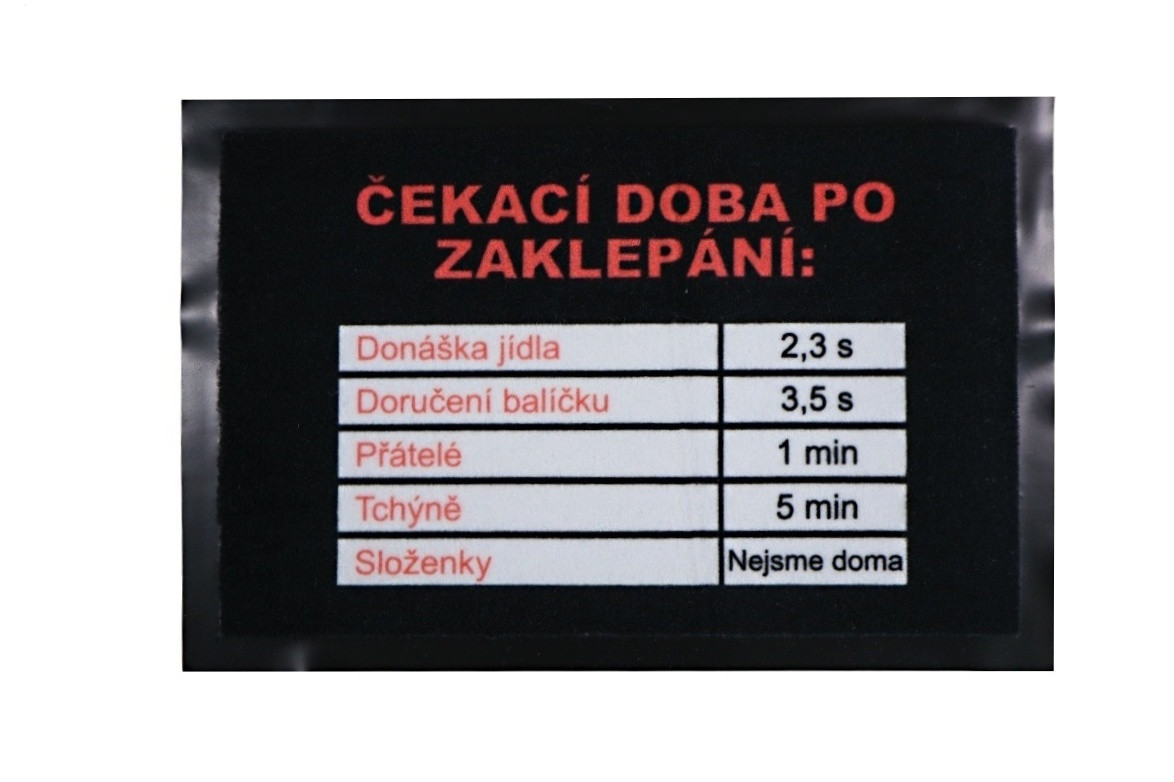 ČEKACÍ DOBA PO
ZAKLEPÁNÍ:
Donáška jídla 2,3 s
Doručení balíčku 3,5 s
Přátelé 1 min
Tchýně 5 min
Složenky Nejsme doma